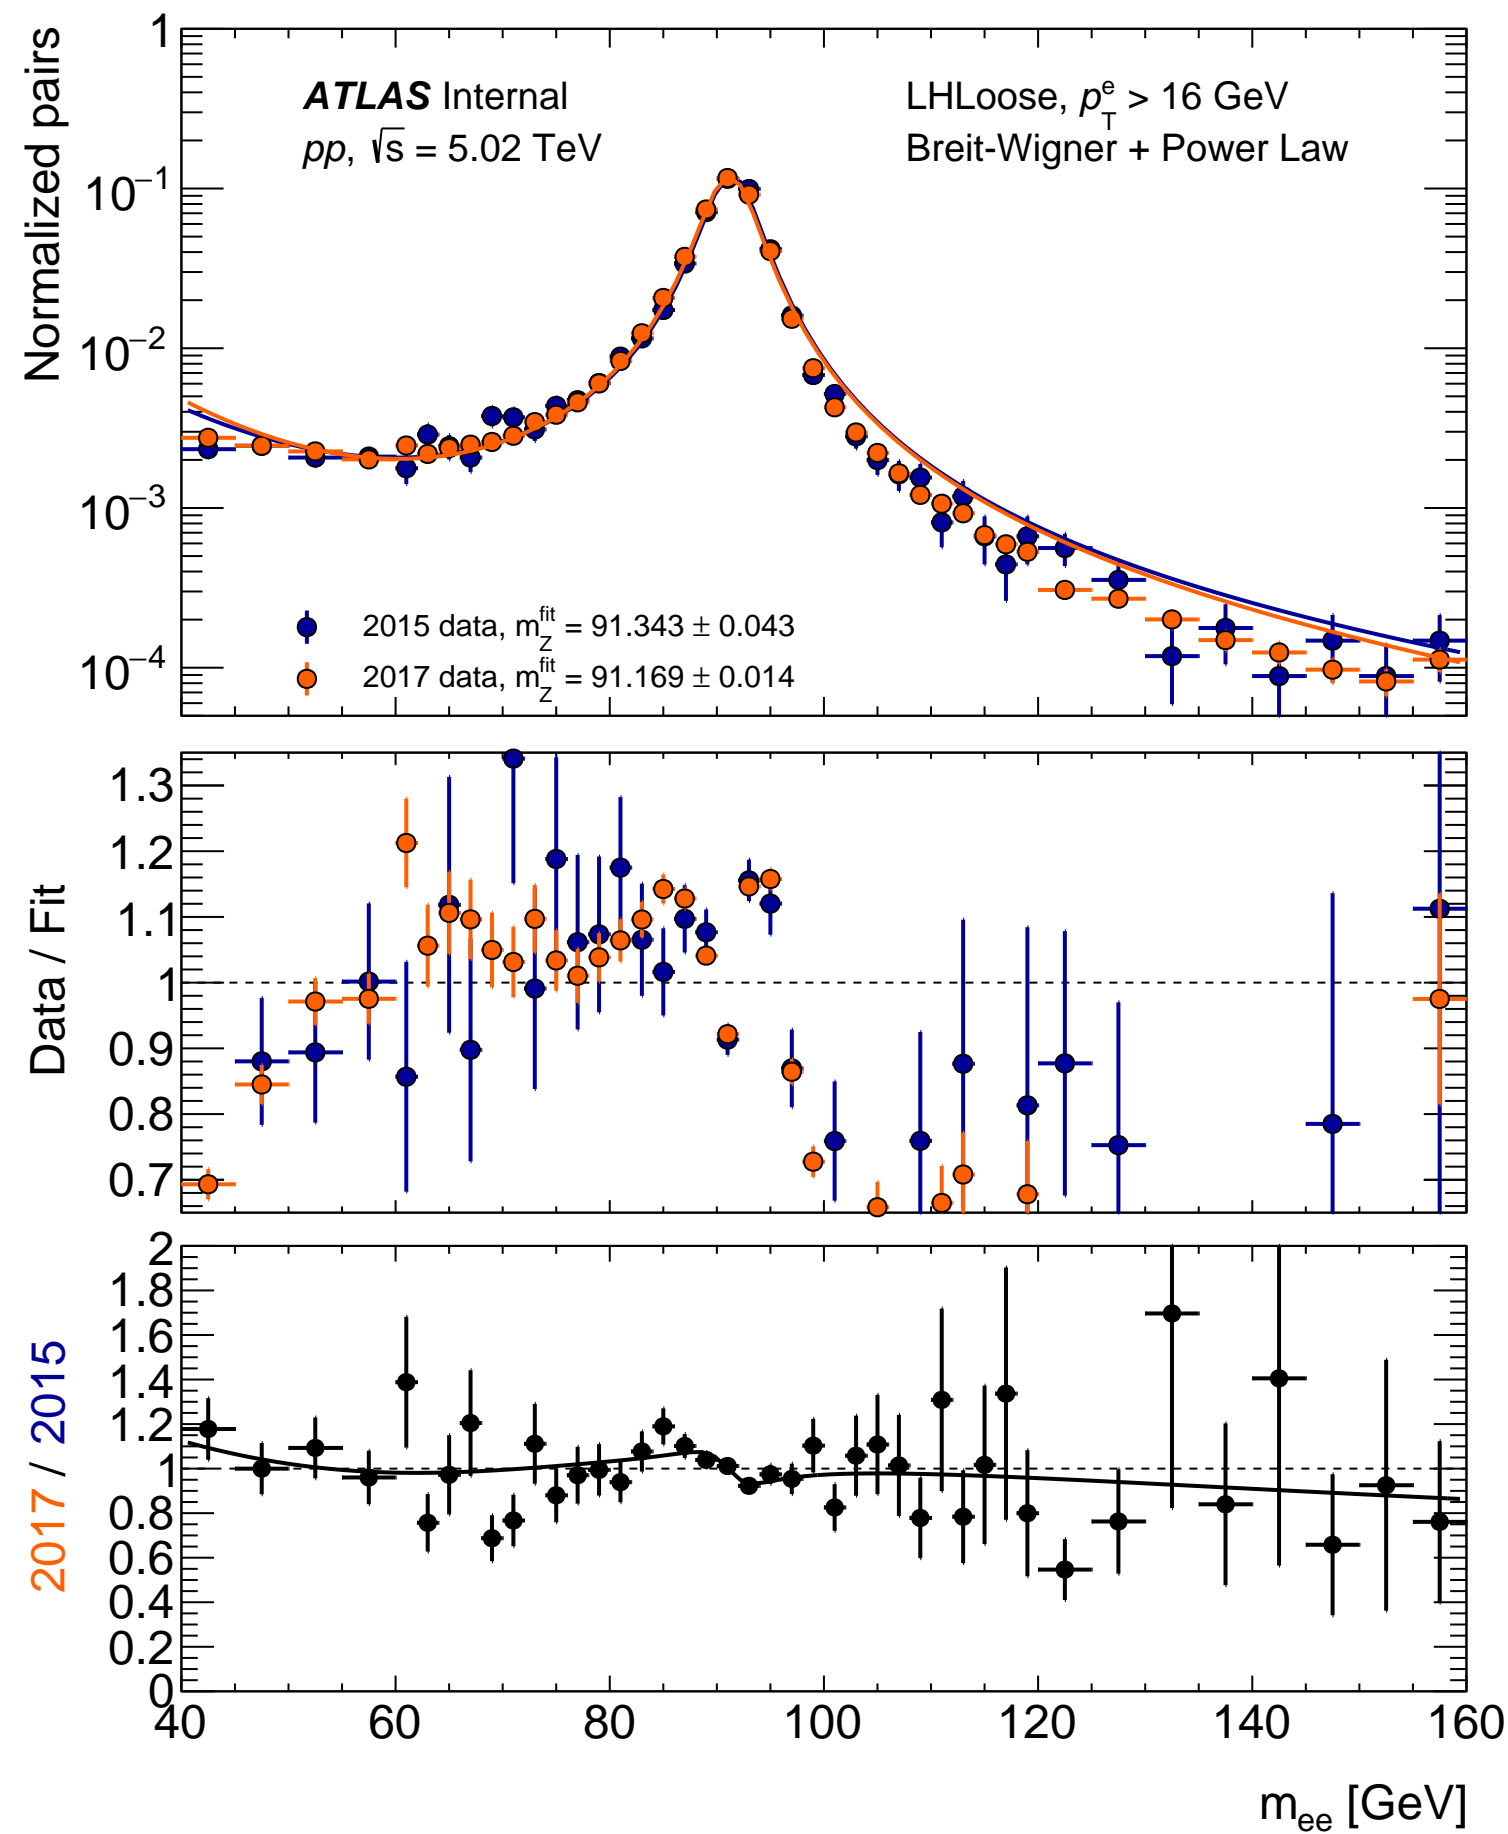 Normalized pairs
1
10⁻¹
10⁻²
10⁻³
10⁻⁴
ATLAS Internal
pp, √s = 5.02 TeV
LHLoose, p_T^e > 16 GeV
Breit-Wigner + Power Law
2015 data, m_Z^fit = 91.343 ± 0.043
2017 data, m_Z^fit = 91.169 ± 0.014
Data / Fit
1.3
1.2
1.1
1
0.9
0.8
0.7
2017 / 2015
2
1.8
1.6
1.4
1.2
1
0.8
0.6
0.4
0.2
0
40 60 80 100 120 140 160
m_ee [GeV]